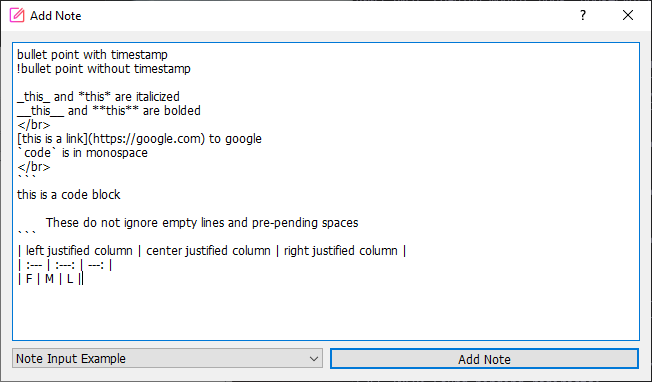 Add Note
bullet point with timestamp
!bullet point without timestamp

_this_ and *this* are italicized
__this__ and **this** are bolded
</br>
[this is a link](https://google.com) to google
`code` is in monospace
</br>
```
this is a code block

        These do not ignore empty lines and pre-pending spaces
```
| left justified column | center justified column | right justified column |
| :--- | :---: | ---: |
| F | M | L |
Note Input Example
Add Note